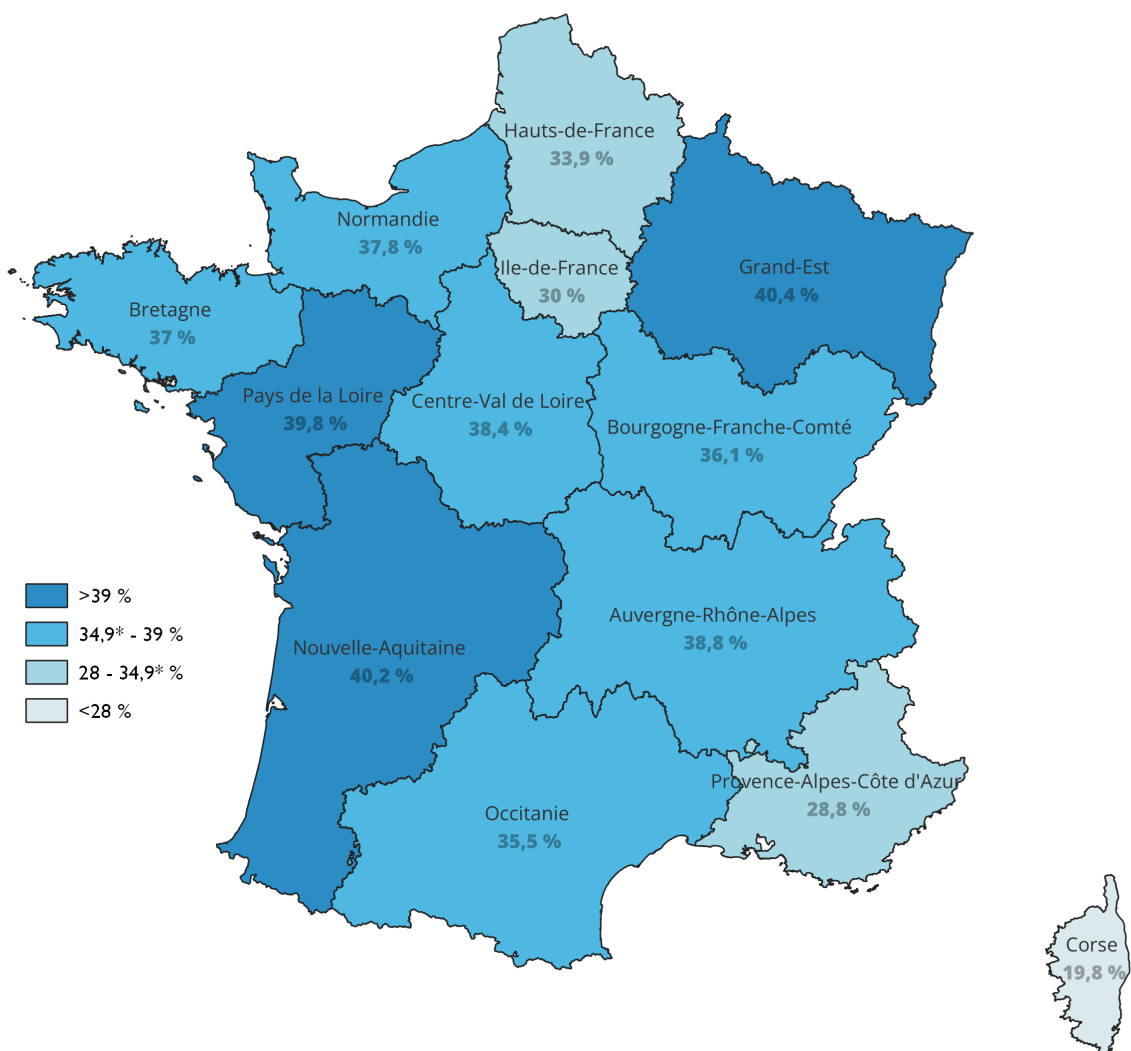 Hauts-de-France
33,9 %
Normandie
37,8 %
Ile-de-France
30 %
Grand-Est
40,4 %
Bretagne
37 %
Pays de la Loire
39,8 %
Centre-Val de Loire
38,4 %
Bourgogne-Franche-Comté
36,1 %
>39 %
34,9* - 39 %
28 - 34,9* %
<28 %
Nouvelle-Aquitaine
40,2 %
Auvergne-Rhône-Alpes
38,8 %
Provence-Alpes-Côte d'Azur
28,8 %
Occitanie
35,5 %
Corse
19,8 %